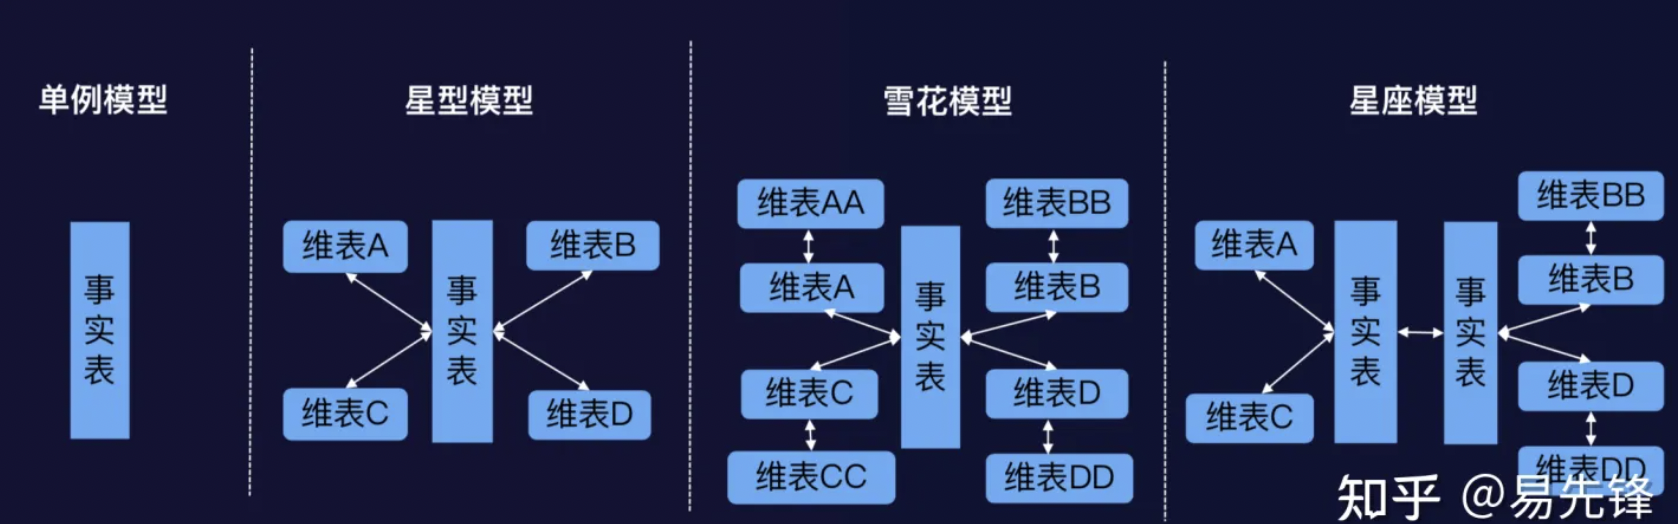 单例模型
事实表
星型模型
维表A
维表B
事实表
维表C
维表D
雪花模型
维表AA
维表BB
维表A
维表B
事实表
维表C
维表D
维表CC
维表DD
星座模型
维表BB
维表A
维表B
事实表
事实表
维表D
维表C
维表DD
知乎 @易先锋